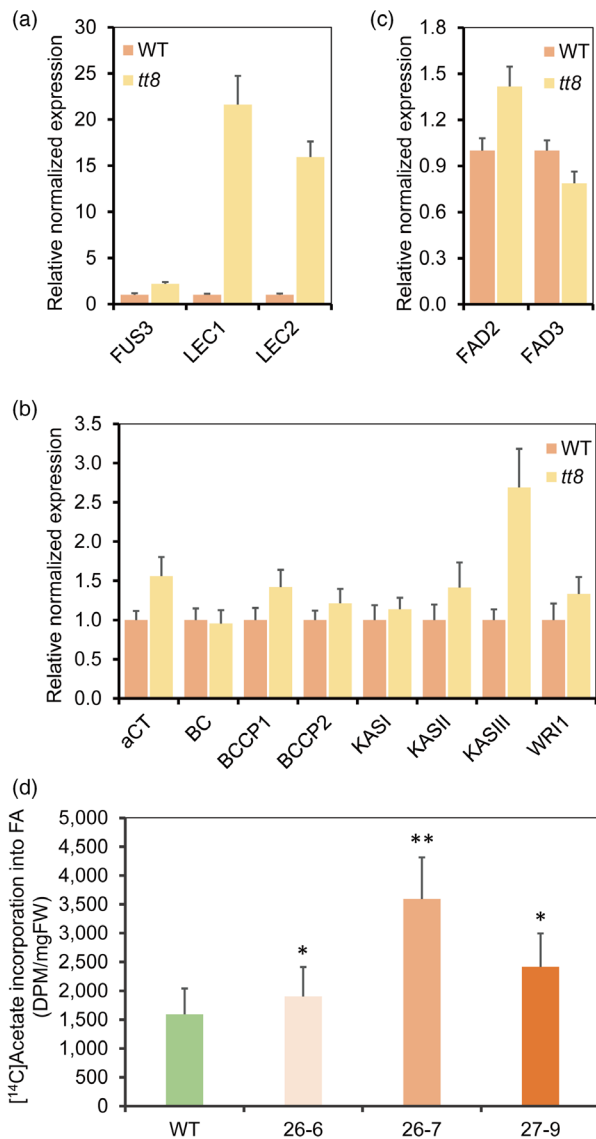 (a)
Relative normalized expression
30
25
20
15
10
5
0
WT
tt8
FUS3
LEC1
LEC2
(c)
Relative normalized expression
1.8
1.5
1.2
0.9
0.6
0.3
0.0
WT
tt8
FAD2
FAD3
(b)
Relative normalized expression
3.5
3.0
2.5
2.0
1.5
1.0
0.5
0.0
WT
tt8
aCT
BC
BCCP1
BCCP2
KASI
KASII
KASIII
WRI1
(d)
[¹⁴C]Acetate incorporation into FA
(DPM/mgFW)
5,000
4,500
4,000
3,500
3,000
2,500
2,000
1,500
1,000
500
0
*
**
*
WT
26-6
26-7
27-9